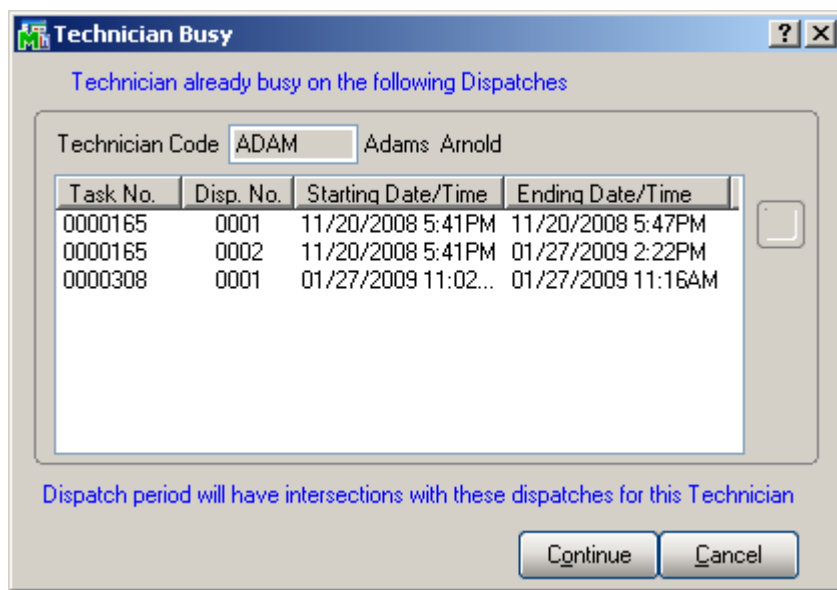 Technician Busy
Technician already busy on the following Dispatches
Technician Code ADAM Adams Arnold
Task No. Disp. No. Starting Date/Time Ending Date/Time
0000165 0001 11/20/2008 5:41PM 11/20/2008 5:47PM
0000165 0002 11/20/2008 5:41PM 01/27/2009 2:22PM
0000308 0001 01/27/2009 11:02... 01/27/2009 11:16AM
Dispatch period will have intersections with these dispatches for this Technician
Continue Cancel